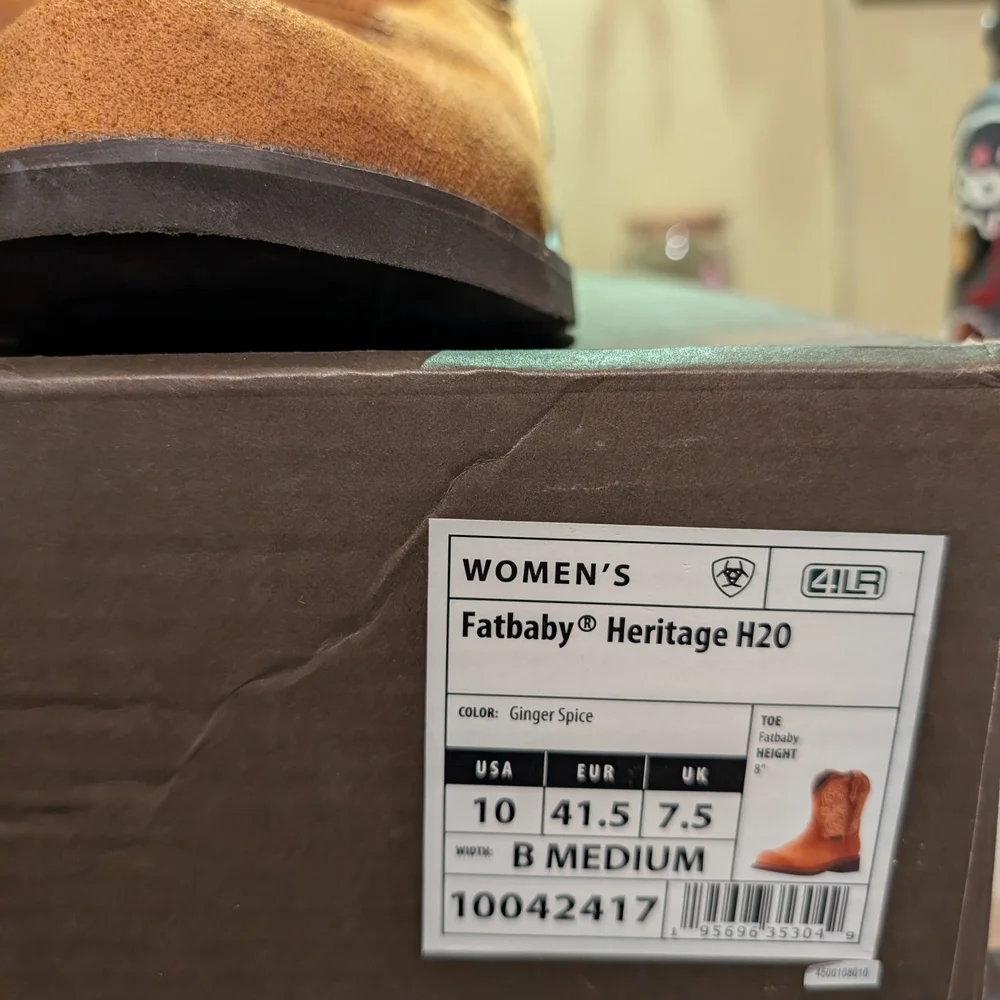 WOMEN'S
4LR
Fatbaby® Heritage H2O
COLOR: Ginger Spice
TOE
Fatbaby
HEIGHT
8"
USA EUR UK
10 41.5 7.5
WIDTH: B MEDIUM
10042417
1 95696 35304 9
4500108010